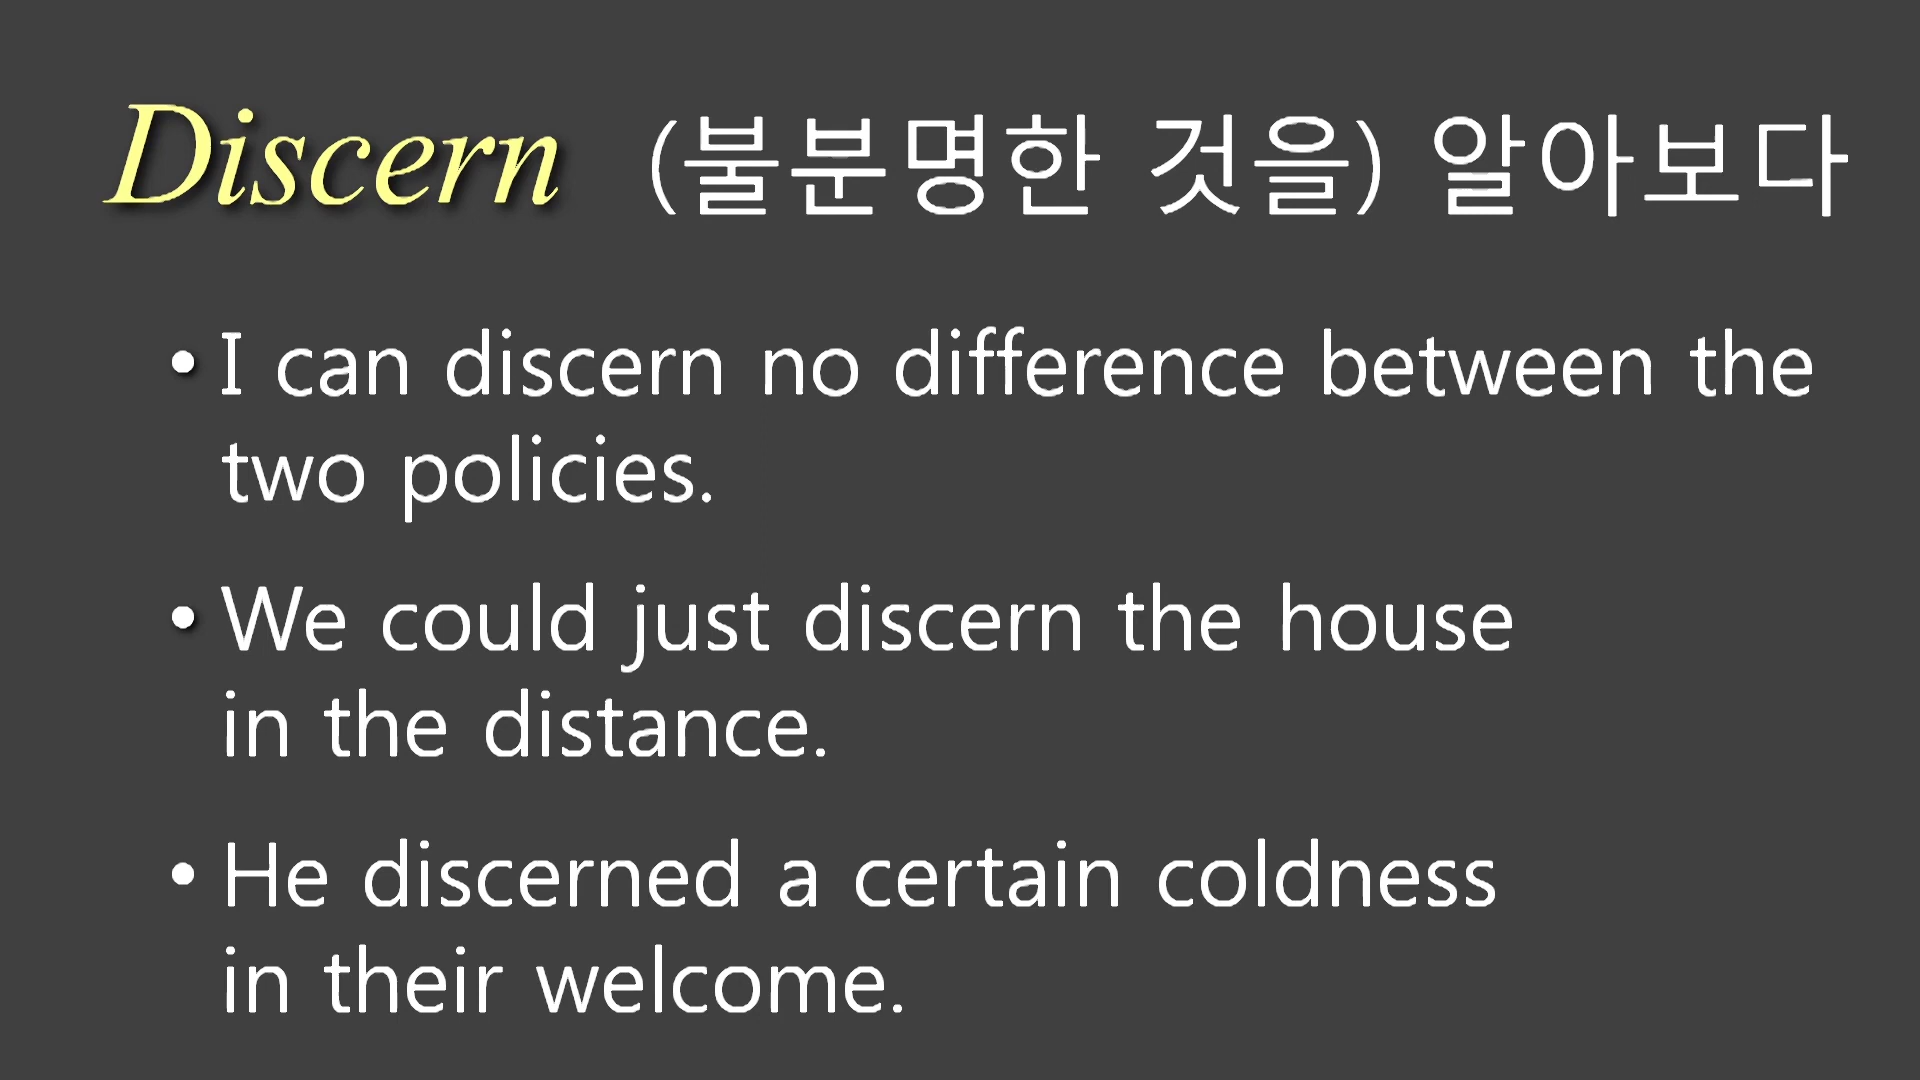 Discern (불분명한 것을) 알아보다
• I can discern no difference between the
two policies.
• We could just discern the house
in the distance.
• He discerned a certain coldness
in their welcome.